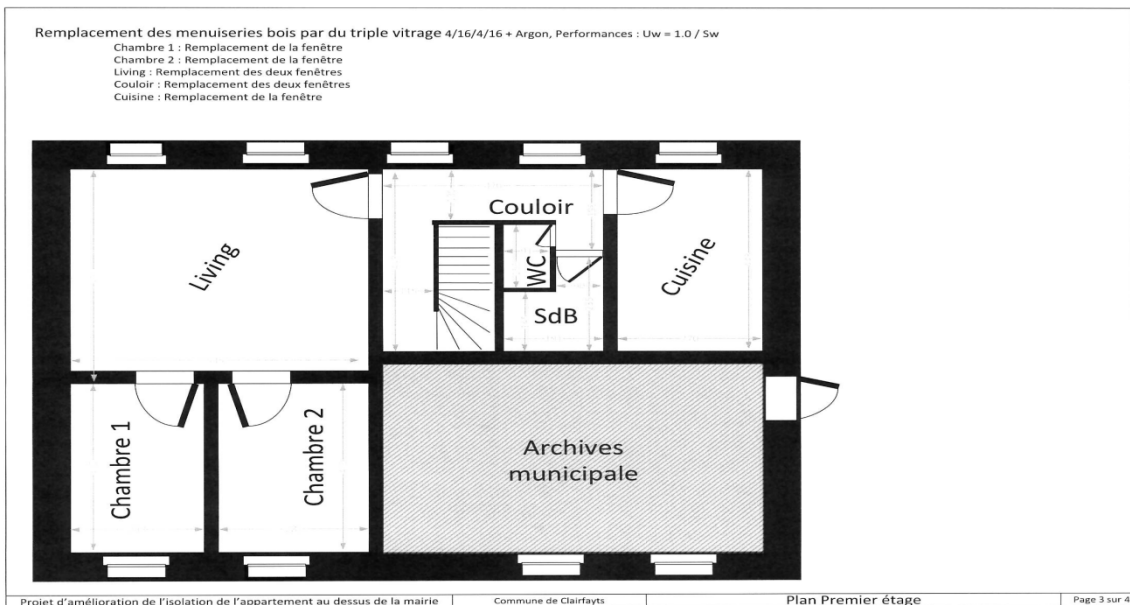 Remplacement des menuiseries bois par du triple vitrage 4/16/4/16 + Argon, Performances : Uw = 1.0 / Sw
Chambre 1 : Remplacement de la fenêtre
Chambre 2 : Remplacement de la fenêtre
Living : Remplacement des deux fenêtres
Couloir : Remplacement des deux fenêtres
Cuisine : Remplacement de la fenêtre
Living
Couloir
WC
SdB
Cuisine
Chambre 1
Chambre 2
Archives
municipale
Projet d'amélioration de l'isolation de l'appartement au dessus de la mairie
Commune de Clairfayts
Plan Premier étage
Page 3 sur 4